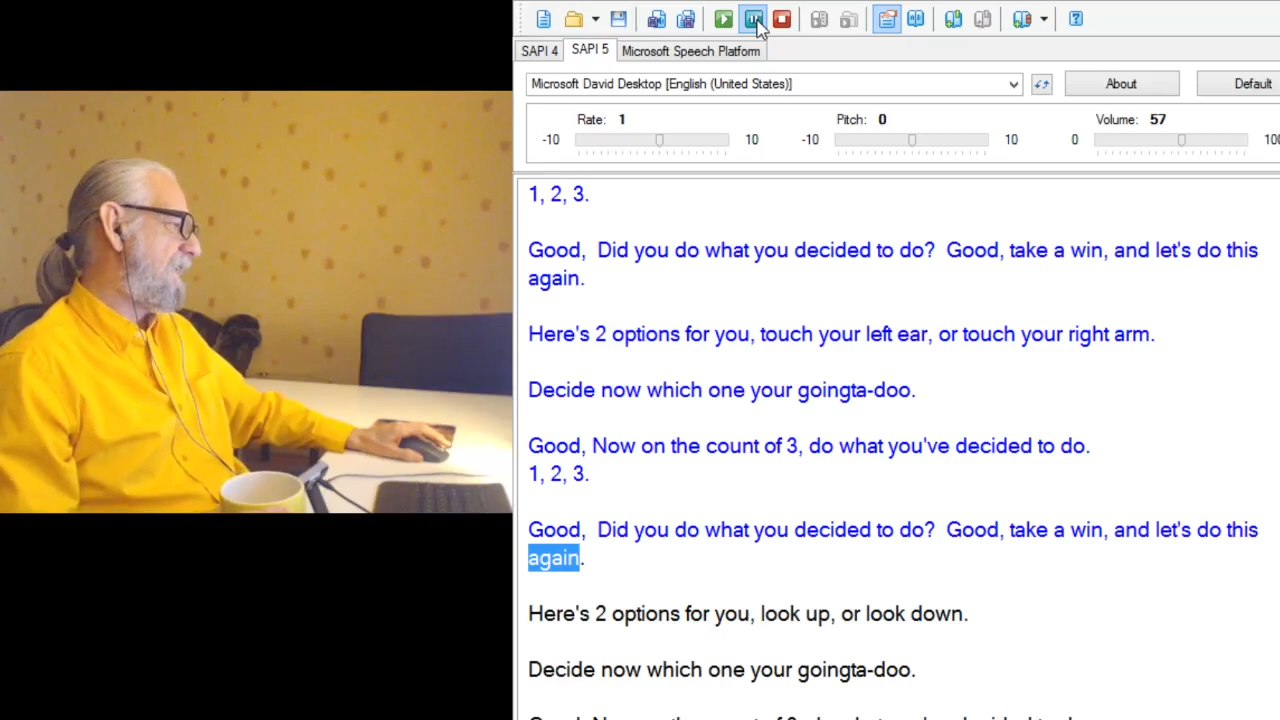 SAPI 4 SAPI 5 Microsoft Speech Platform
Microsoft David Desktop [English (United States)] About Default
Rate: 1 Pitch: 0 Volume: 57
-10 10 -10 10 0 100
1, 2, 3.
Good,  Did you do what you decided to do?  Good, take a win, and let's do this
again.
Here's 2 options for you, touch your left ear, or touch your right arm.
Decide now which one your goingta-doo.
Good, Now on the count of 3, do what you've decided to do.
1, 2, 3.
Good,  Did you do what you decided to do?  Good, take a win, and let's do this
again.
Here's 2 options for you, look up, or look down.
Decide now which one your goingta-doo.